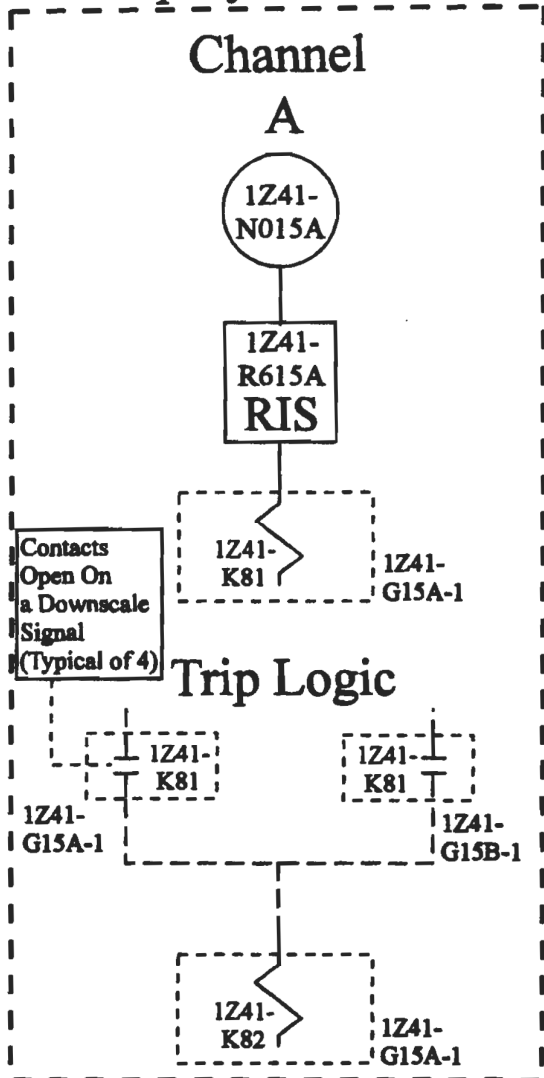 Channel
A
1Z41-
N015A
1Z41-
R615A
RIS
1Z41-
K81
1Z41-
G15A-1
Contacts
Open On
a Downscale
Signal
(Typical of 4)
Trip Logic
1Z41-
K81
1Z41-
K81
1Z41-
G15A-1
1Z41-
G15B-1
1Z41-
K82
1Z41-
G15A-1